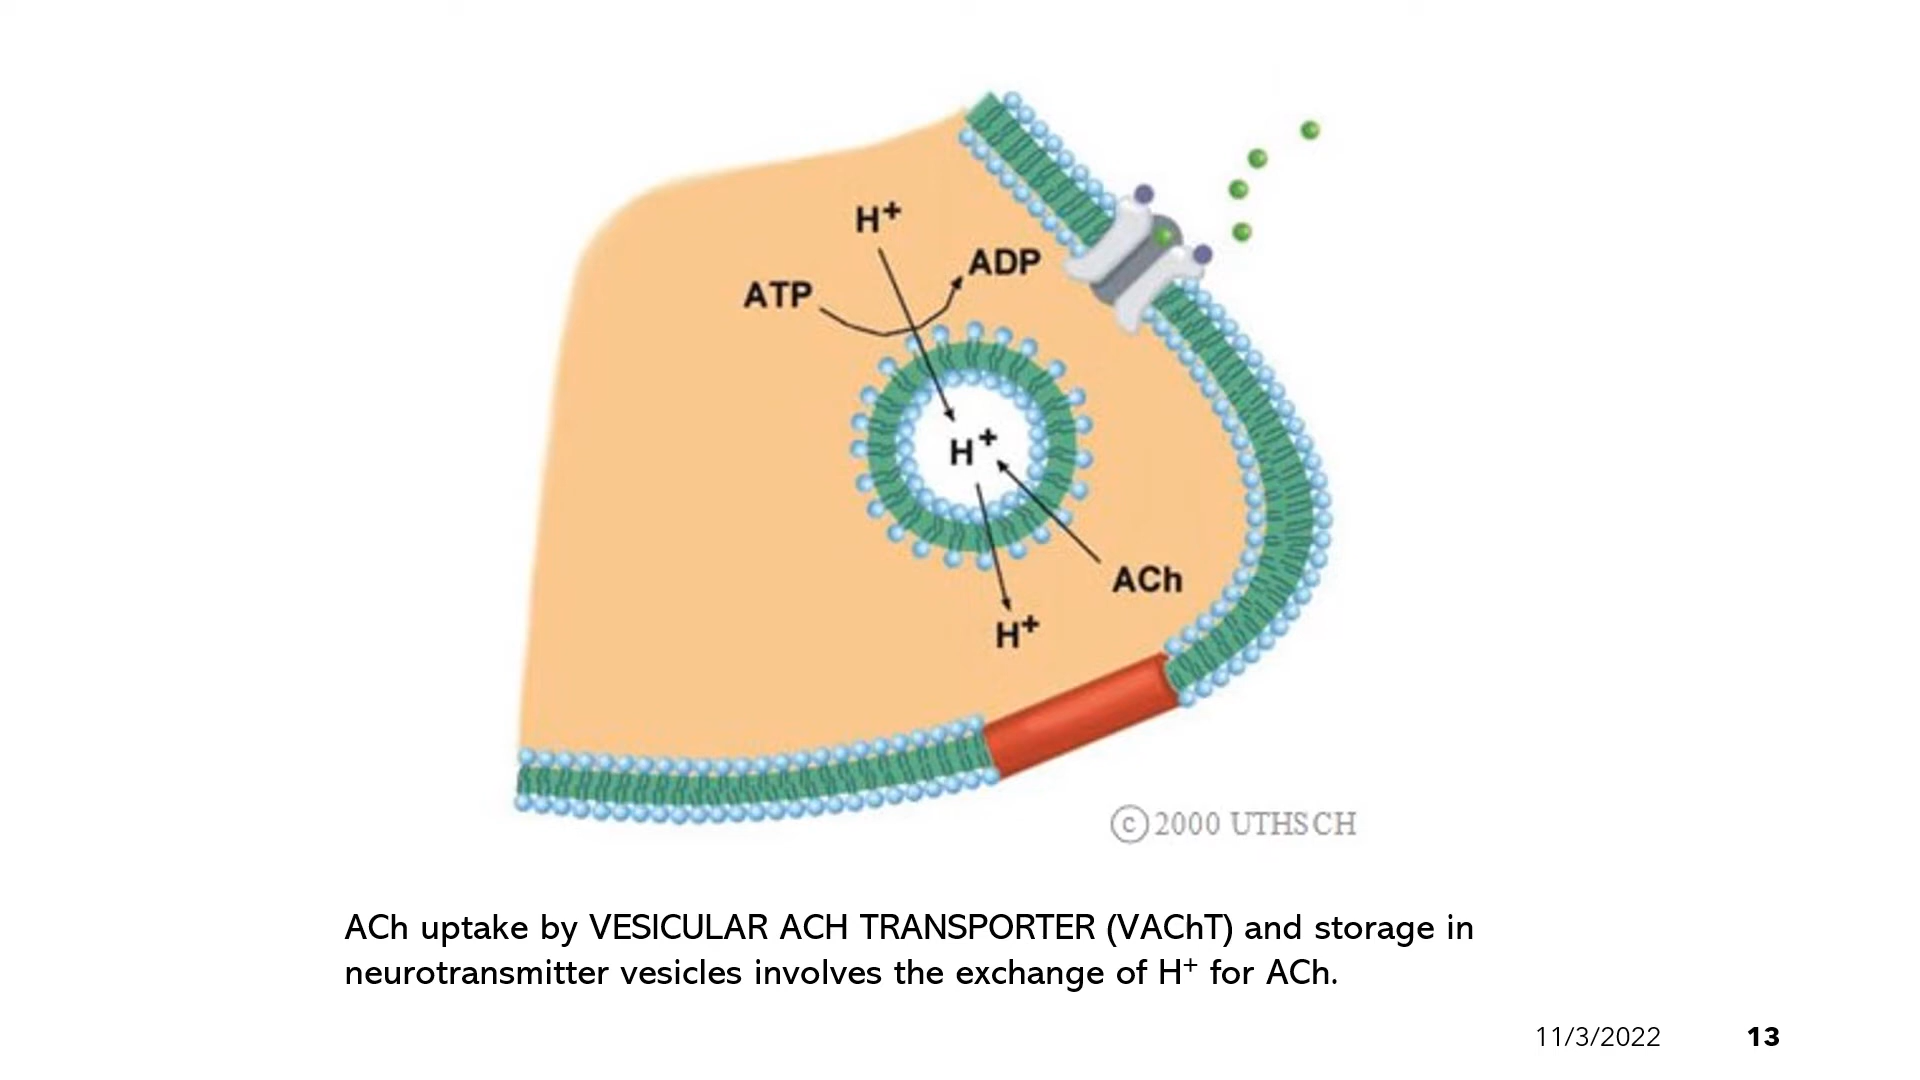 H⁺
ADP
ATP
H⁺
ACh
H⁺
© 2000 UTHSCH
ACh uptake by VESICULAR ACH TRANSPORTER (VAChT) and storage in
neurotransmitter vesicles involves the exchange of H⁺ for ACh.
11/3/2022 13